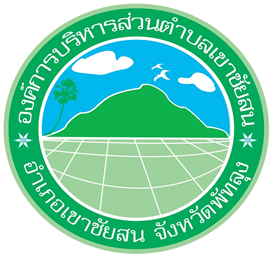 องค์การบริหารส่วนตำบลเขาชัยสน
อำเภอเขาชัยสน จังหวัดพัทลุง